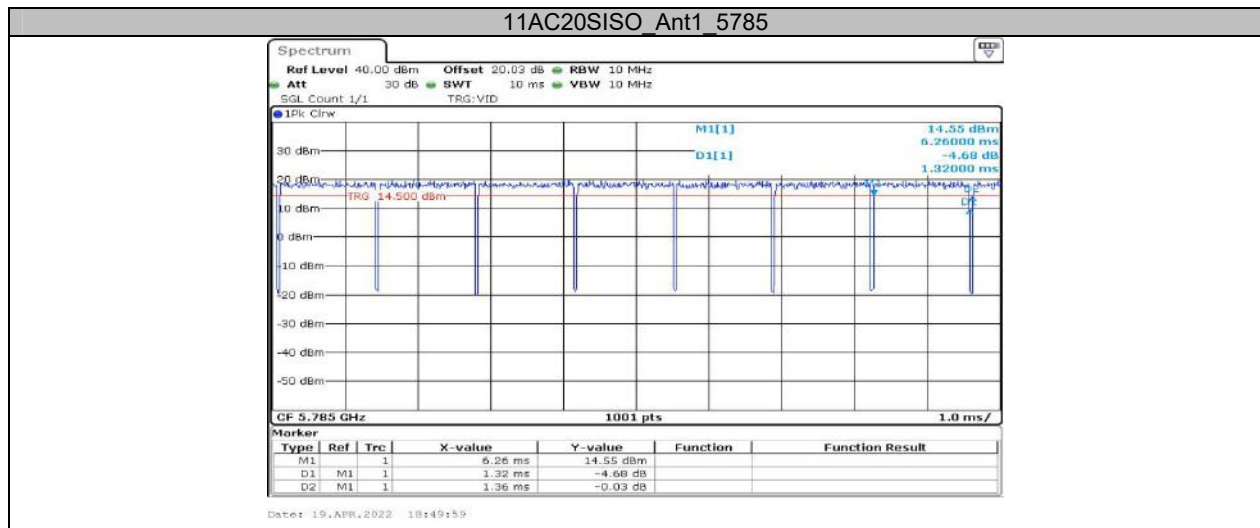 11AC20SISO_Ant1_5785
Spectrum
Ref Level 40.00 dBm Offset 20.03 dB RBW 10 MHz
Att 30 dB SWT 10 ms VBW 10 MHz
SGL Count 1/1 TRG:VID
1Pk Clrw
M1[1] 14.55 dBm
6.26000 ms
30 dBm
D1[1] -4.68 dB
1.32000 ms
20 dBm
TRG 14.500 dBm
10 dBm
D2
0 dBm
-10 dBm
-20 dBm
-30 dBm
-40 dBm
-50 dBm
CF 5.785 GHz 1001 pts 1.0 ms/
Marker
Type Ref Trc X-value Y-value Function Function Result
M1 1 6.26 ms 14.55 dBm
D1 M1 1 1.32 ms -4.68 dB
D2 M1 1 1.36 ms -0.03 dB
Date: 19.APR.2022 18:49:59